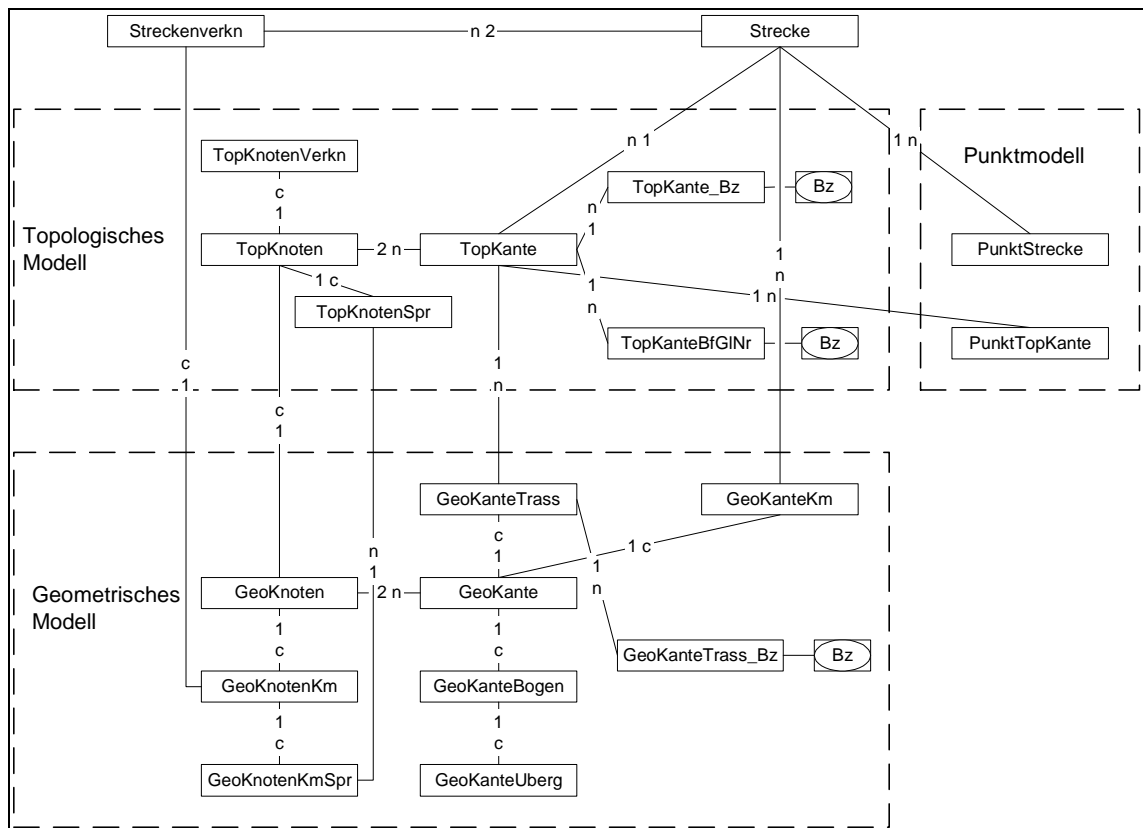 Streckenverkn
n 2
Strecke
n 1
1 n
Punktmodell
TopKnotenVerkn
TopKante_Bz
Bz
c
1
n
1
Topologisches
Modell
TopKnoten
2 n
TopKante
PunktStrecke
1 c
1
n
1
n
1 n
TopKnotenSpr
TopKanteBfGlNr
Bz
PunktTopKante
c
1
1
n
c
1
GeoKanteTrass
GeoKanteKm
c
1
1 c
n
1
1
n
Geometrisches
Modell
GeoKnoten
2 n
GeoKante
1
c
1
c
GeoKanteTrass_Bz
Bz
GeoKnotenKm
GeoKanteBogen
1
c
1
c
GeoKnotenKmSpr
GeoKanteUberg